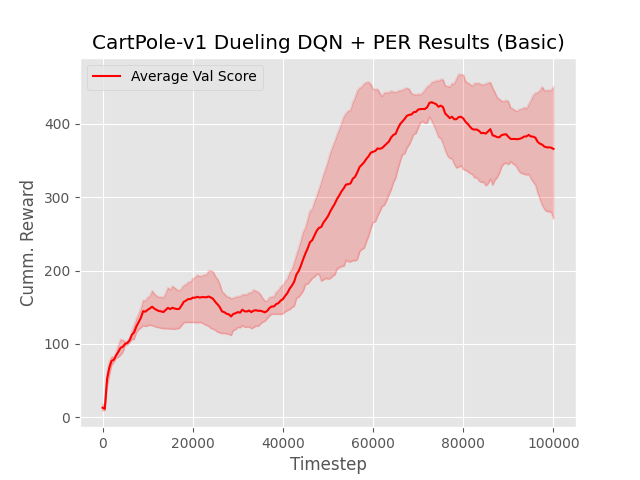 CartPole-v1 Dueling DQN + PER Results (Basic)
Average Val Score
Cumm. Reward
400
300
200
100
0
0 20000 40000 60000 80000 100000
Timestep